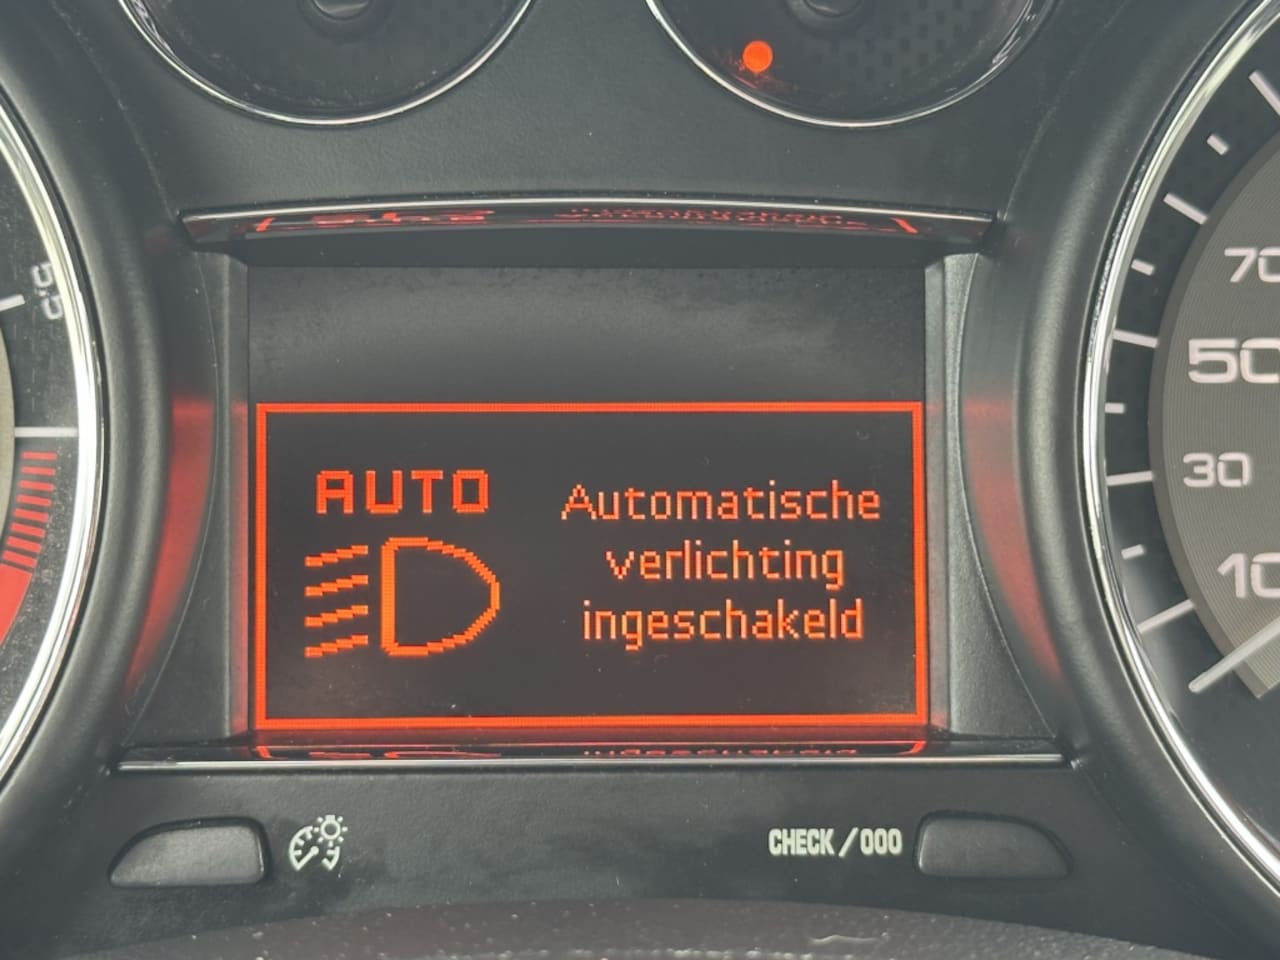 AUTO
Automatische
verlichting
ingeschakeld
70
50
30
10
CHECK/000